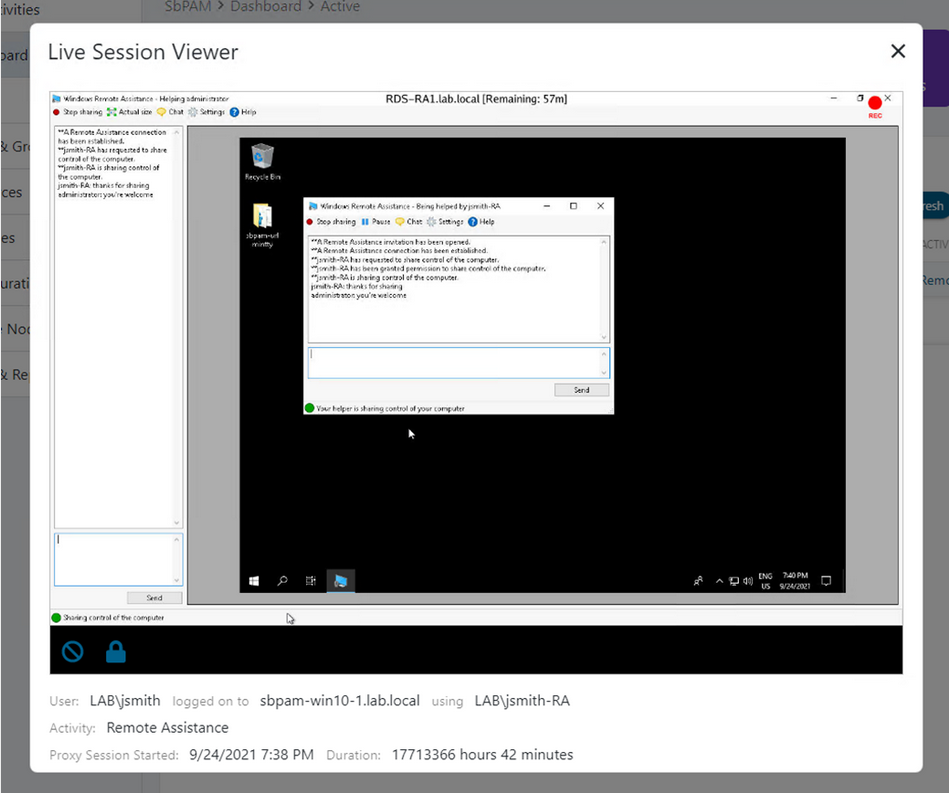 ivities
SbPAM > Dashboard > Active
oard
& Gr
ces
es
urati
e Noc
& Re
s
resh
ACTIV
Remo
Live Session Viewer
Windows Remote Assistance - Helping administrator
RDS-RA1.lab.local [Remaining: 57m]
REC
Stop sharing Actual size Chat Settings Help
**A Remote Assistance connection
has been established.
**jsmith-RA has requested to share
control of the computer.
**jsmith-RA is sharing control of
the computer.
jsmith-RA: thanks for sharing
administrator: you're welcome
Send
Sharing control of the computer
Recycle Bin
sbpam-url
mintty
Windows Remote Assistance - Being helped by jsmith-RA
Stop sharing Pause Chat Settings Help
**A Remote Assistance invitation has been opened.
**A Remote Assistance connection has been established.
**jsmith-RA has requested to share control of the computer.
**jsmith-RA has been granted permission to share control of the computer.
**jsmith-RA is sharing control of the computer.
jsmith-RA: thanks for sharing
administrator: you're welcome
Send
Your helper is sharing control of your computer
ENG
US
7:40 PM
9/24/2021
User: LAB\jsmith logged on to sbpam-win10-1.lab.local using LAB\jsmith-RA
Activity: Remote Assistance
Proxy Session Started: 9/24/2021 7:38 PM Duration: 17713366 hours 42 minutes